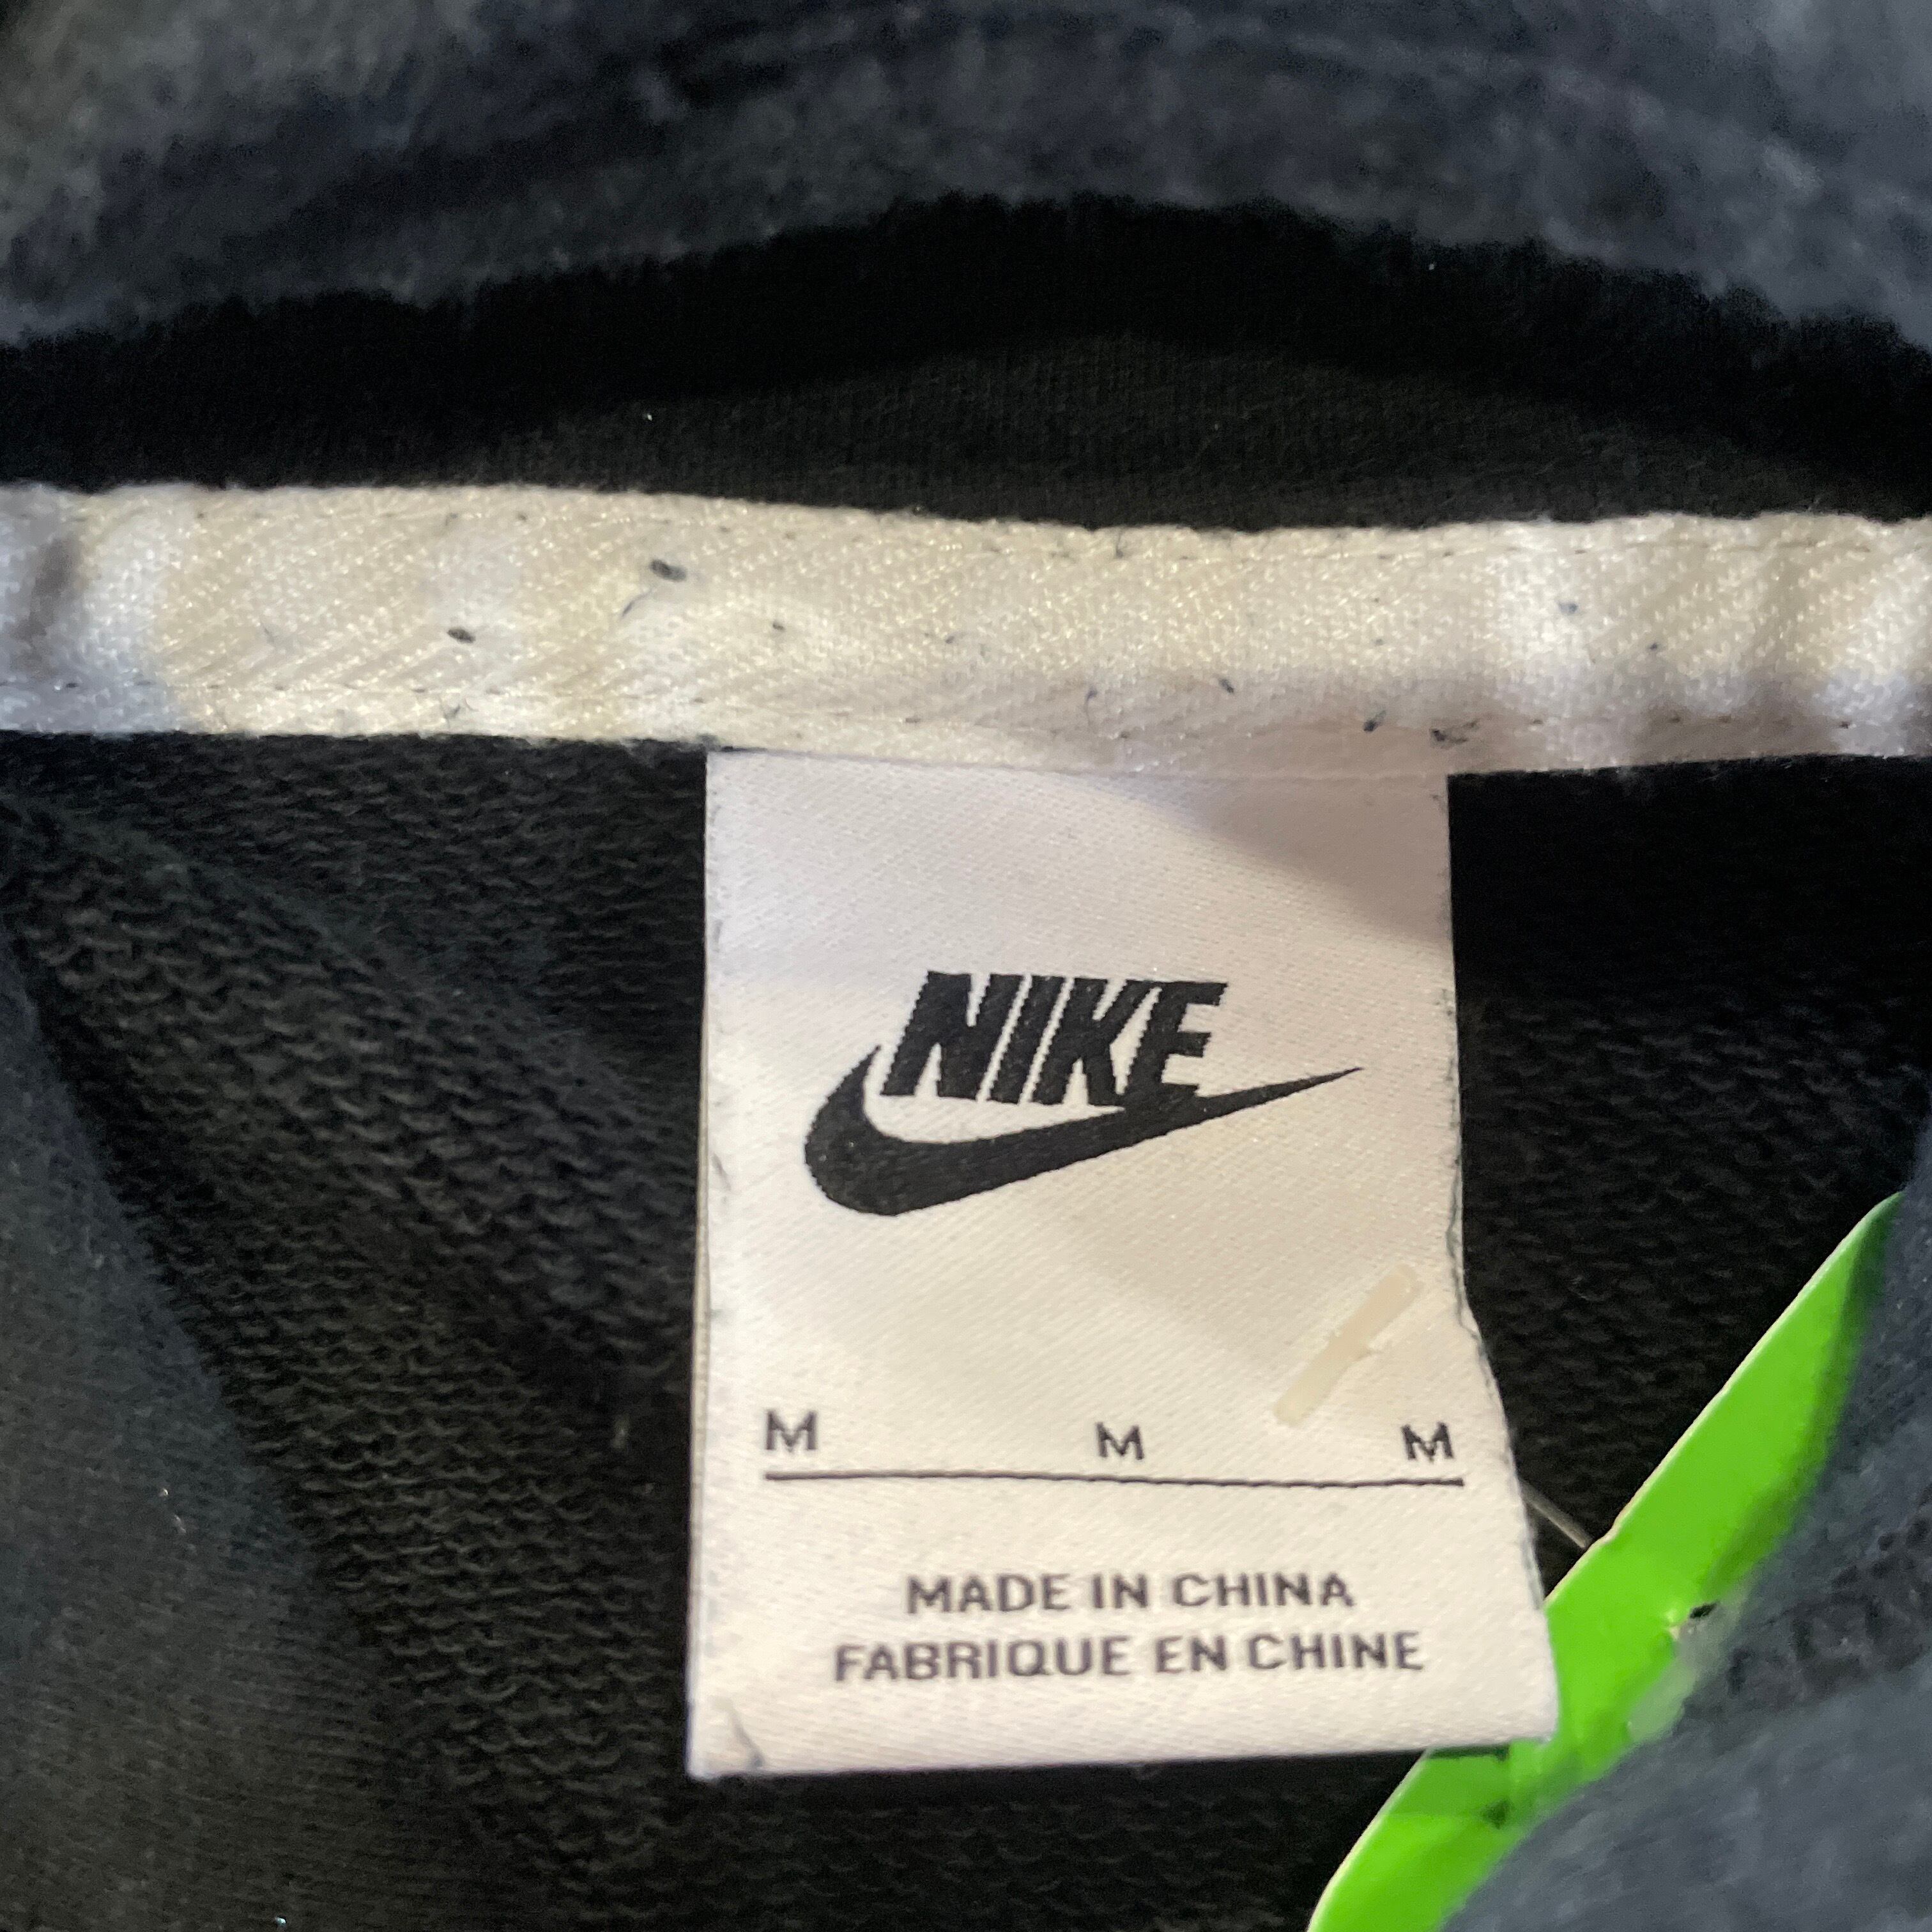 NIKE
M M M
MADE IN CHINA
FABRIQUE EN CHINE